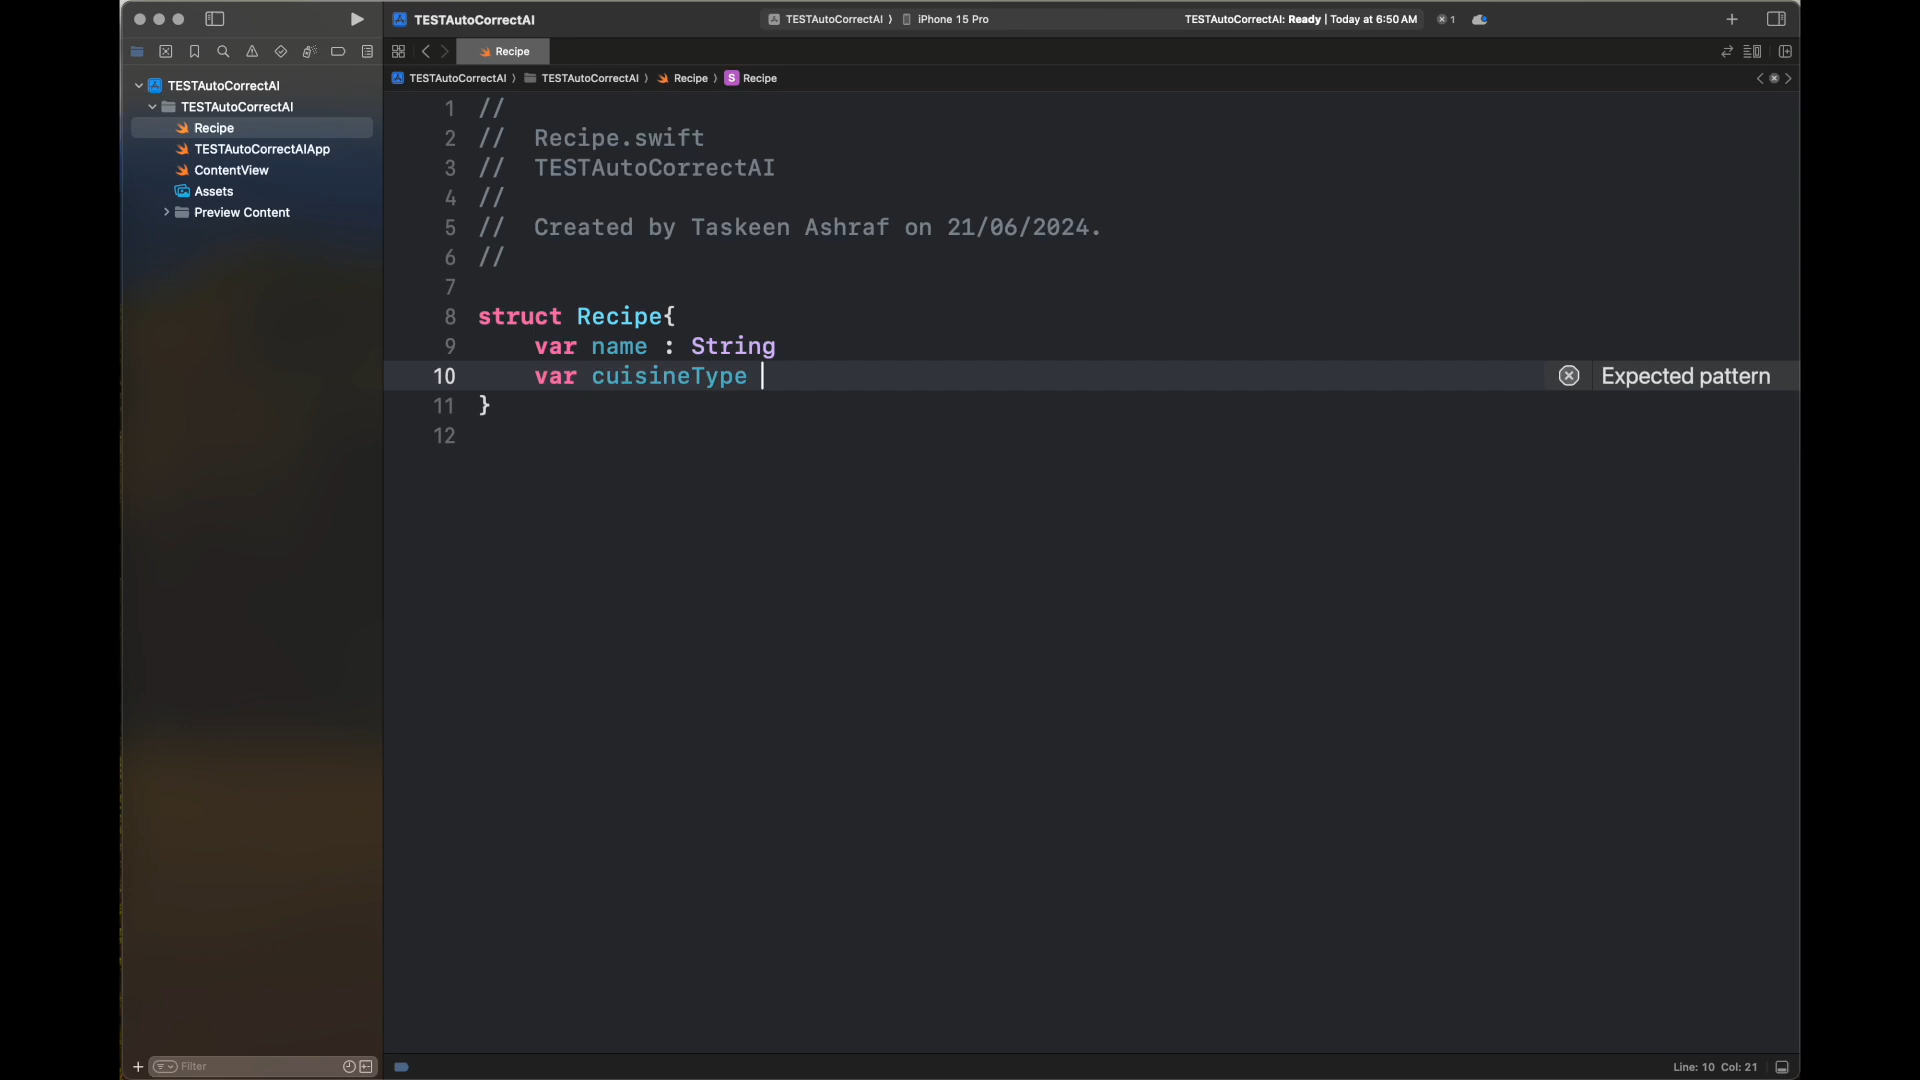 TESTAutoCorrectAI
TESTAutoCorrectAI
iPhone 15 Pro
TESTAutoCorrectAI: Ready | Today at 6:50 AM
1
Recipe
TESTAutoCorrectAI
TESTAutoCorrectAI
Recipe
Recipe
TESTAutoCorrectAI
TESTAutoCorrectAI
Recipe
TESTAutoCorrectAIApp
ContentView
Assets
Preview Content
1 //
2 // Recipe.swift
3 // TESTAutoCorrectAI
4 //
5 // Created by Taskeen Ashraf on 21/06/2024.
6 //
7
8 struct Recipe{
9 var name : String
10 var cuisineType
Expected pattern
11 }
12
Filter
Line: 10 Col: 21